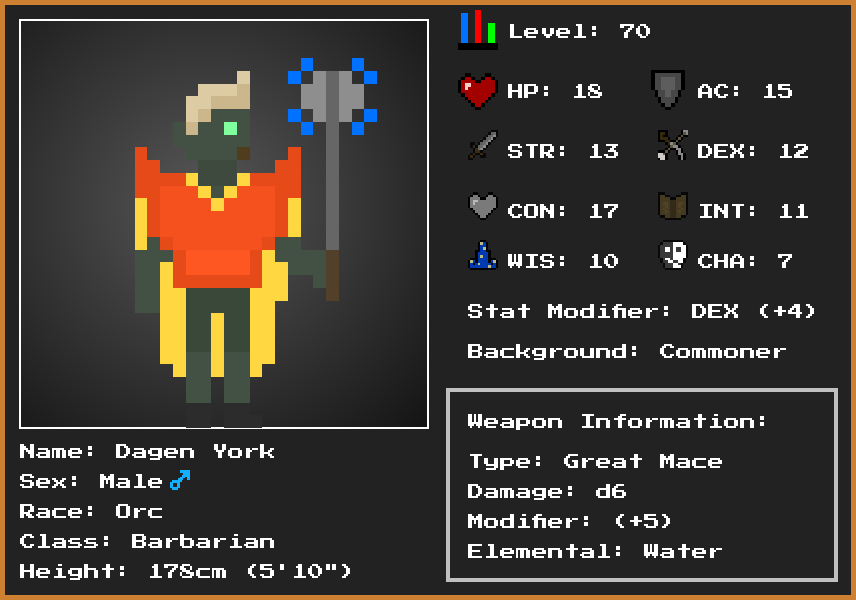 Level: 70
HP: 18 AC: 15
STR: 13 DEX: 12
CON: 17 INT: 11
WIS: 10 CHA: 7
Stat Modifier: DEX (+4)
Background: Commoner
Weapon Information:
Type: Great Mace
Damage: d6
Modifier: (+5)
Elemental: Water
Name: Dagen York
Sex: Male♂
Race: Orc
Class: Barbarian
Height: 178cm (5'10")